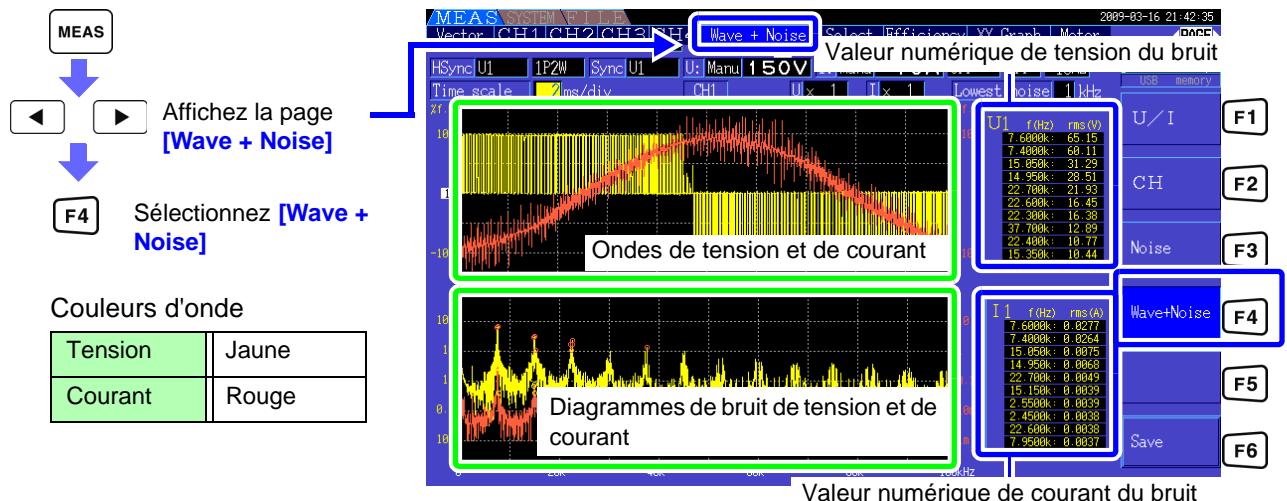 MEAS
Affichez la page
[Wave + Noise]
F4
Sélectionnez [Wave +
Noise]
Couleurs d'onde
Tension Jaune
Courant Rouge
MEAS SYSTEM FILE 2009-03-16 21:42:35
Vector CH1 CH2 CH3 Wave + Noise Select Efficiency XY Graph Motor PAGE
Valeur numérique de tension du bruit
HSync U1 1P2W Sync U1 U: Manu 150V
USB memory
Time scale 2 ms/div CH1 U× 1 I× 1 Lowest noise 1 kHz
U1 f(Hz) rms(V)
7.6000k: 65.15
7.4000k: 60.11
15.050k: 31.29
14.950k: 28.51
22.700k: 21.93
22.600k: 16.45
22.300k: 16.38
37.700k: 12.89
22.400k: 10.77
15.350k: 10.44
Ondes de tension et de courant
I1 f(Hz) rms(A)
7.6000k: 0.0277
7.4000k: 0.0264
15.050k: 0.0075
14.950k: 0.0068
22.700k: 0.0049
15.150k: 0.0039
2.5500k: 0.0039
2.4500k: 0.0038
22.600k: 0.0038
7.9500k: 0.0037
Diagrammes de bruit de tension et de
courant
Valeur numérique de courant du bruit
U/I F1
CH F2
Noise F3
Wave+Noise F4
F5
Save F6